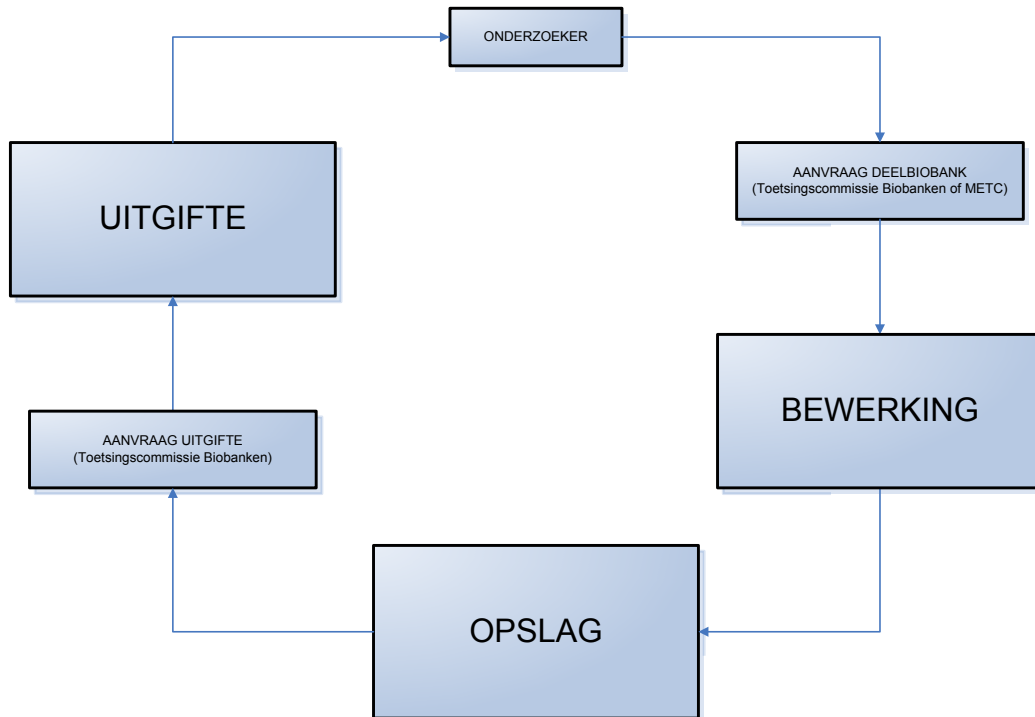 ONDERZOEKER
AANVRAAG DEELBIOBANK
(Toetsingscommissie Biobanken of METC)
UITGIFTE
BEWERKING
AANVRAAG UITGIFTE
(Toetsingscommissie Biobanken)
OPSLAG